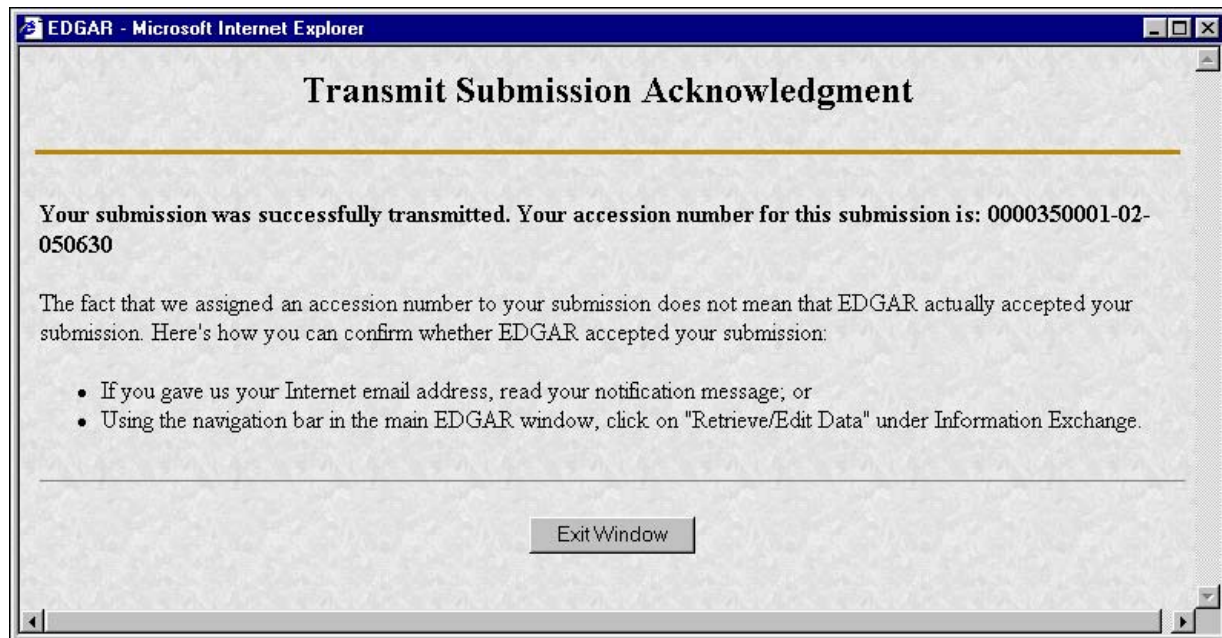 EDGAR - Microsoft Internet Explorer
Transmit Submission Acknowledgment
Your submission was successfully transmitted. Your accession number for this submission is: 0000350001-02-
050630
The fact that we assigned an accession number to your submission does not mean that EDGAR actually accepted your
submission. Here's how you can confirm whether EDGAR accepted your submission:
• If you gave us your Internet email address, read your notification message; or
• Using the navigation bar in the main EDGAR window, click on "Retrieve/Edit Data" under Information Exchange.
Exit Window